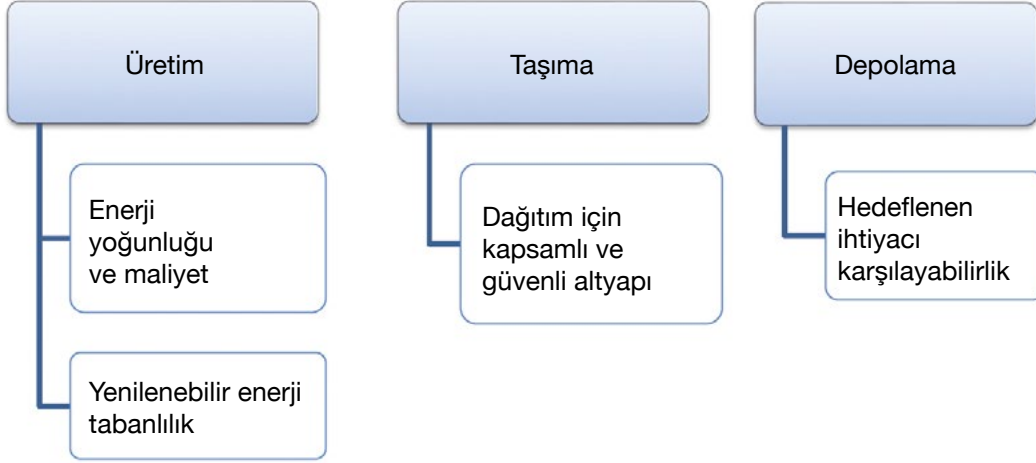 Üretim
Enerji
yoğunluğu
ve maliyet
Yenilenebilir enerji
tabanlılık
Taşıma
Dağıtım için
kapsamlı ve
güvenli altyapı
Depolama
Hedeflenen
ihtiyacı
karşılayabilirlik